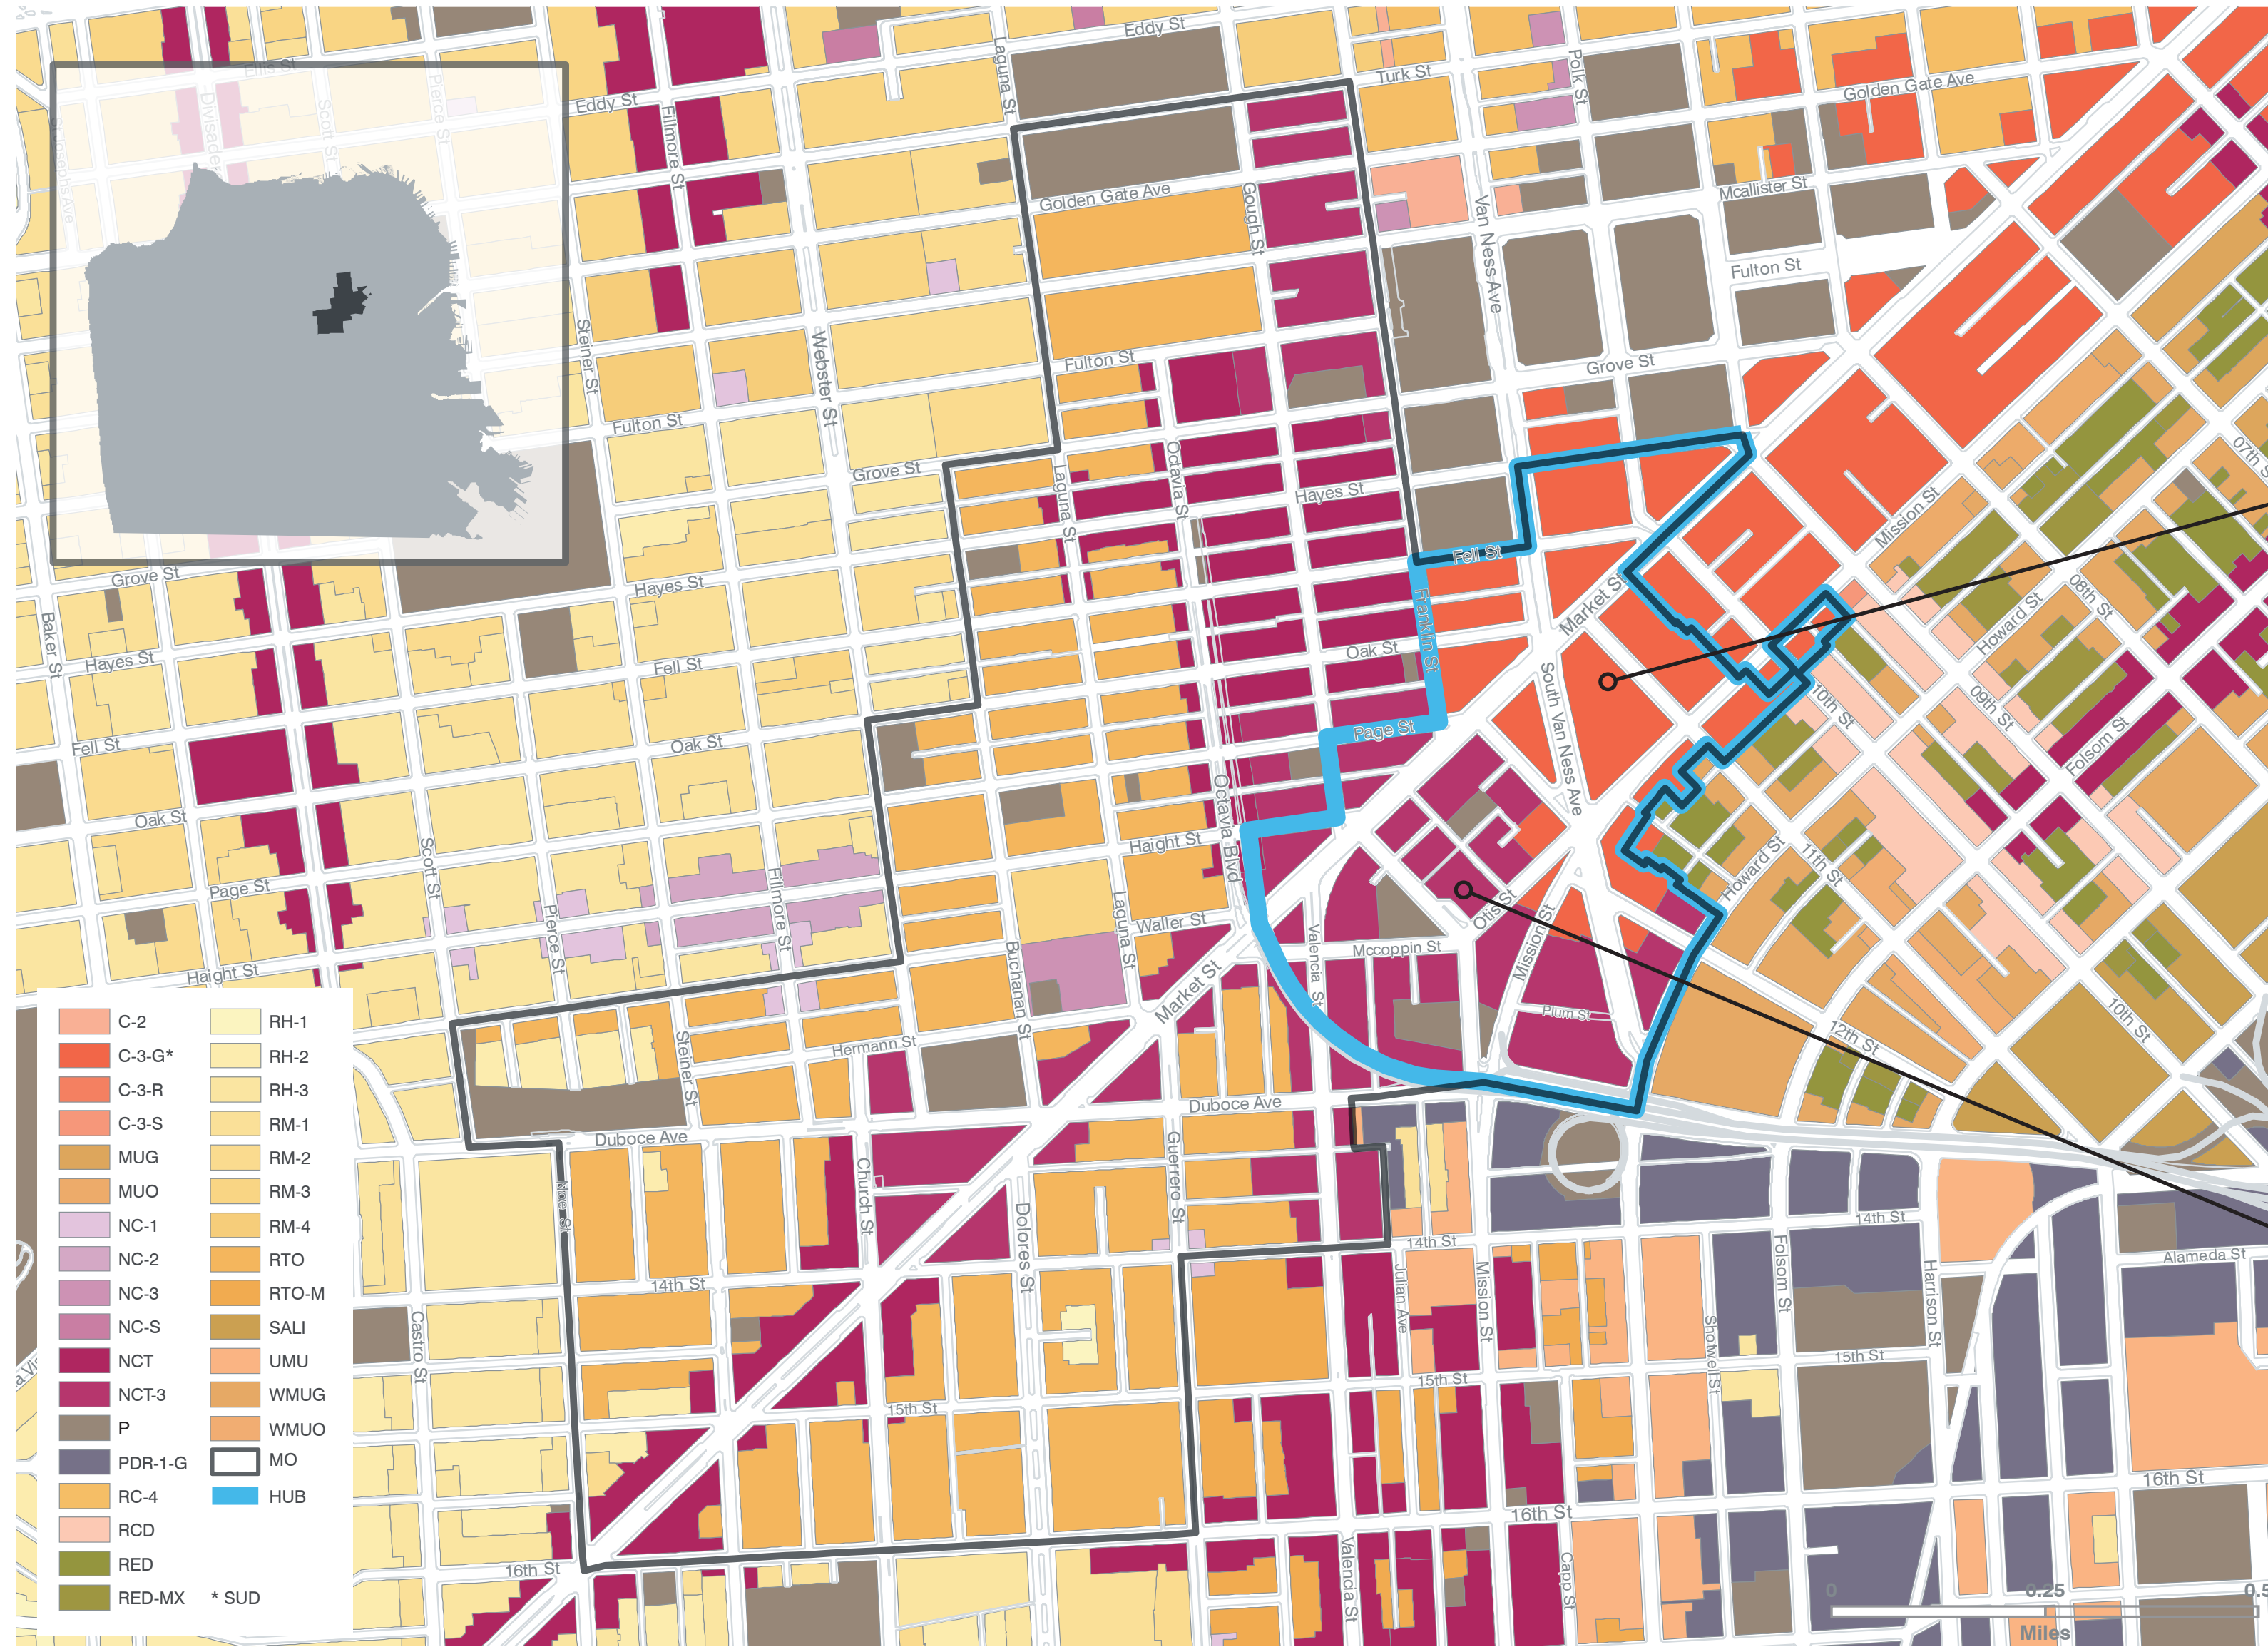 Eddy St
Laguna St
Ellis St
Divisadero
Scott St
Pierce St
St Josephs Ave
Eddy St
Fillmore St
Turk St
Polk St
Golden Gate Ave
Mcallister St
Golden Gate Ave
Gough St
Van Ness Ave
Fulton St
Steiner St
Webster St
Fulton St
Grove St
Fulton St
Grove St
Laguna St
Octavia St
Hayes St
Mission St
07th S
Grove St
Hayes St
Fell St
Market St
Howard St
08th St
Baker St
Hayes St
Fell St
Oak St
Franklin St
South Van Ness Ave
10th St
09th St
Folsom St
Fell St
Oak St
Page St
Oak St
Scott St
Haight St
Octavia Blvd
Howard St
11th St
Page St
Fillmore St
Pierce St
Laguna St
Waller St
Otis St
Mission St
Haight St
Buchanan St
Valencia St
Mccoppin St
Market St
Plum St
10th St
12th St
Steiner St
Hermann St
Duboce Ave
Duboce Ave
Noe St
Church St
Guerrero St
Dolores St
14th St
14th St
Alameda St
14th St
Castro St
Julian Ave
Mission St
Folsom St
Harrison St
Shotwell St
15th St
15th St
15th St
16th St
16th St
16th St
Valencia St
Capp St
C-2
C-3-G*
C-3-R
C-3-S
MUG
MUO
NC-1
NC-2
NC-3
NC-S
NCT
NCT-3
P
PDR-1-G
RC-4
RCD
RED
RED-MX
RH-1
RH-2
RH-3
RM-1
RM-2
RM-3
RM-4
RTO
RTO-M
SALI
UMU
WMUG
WMUO
MO
HUB
* SUD
0
0.25
0.5
Miles